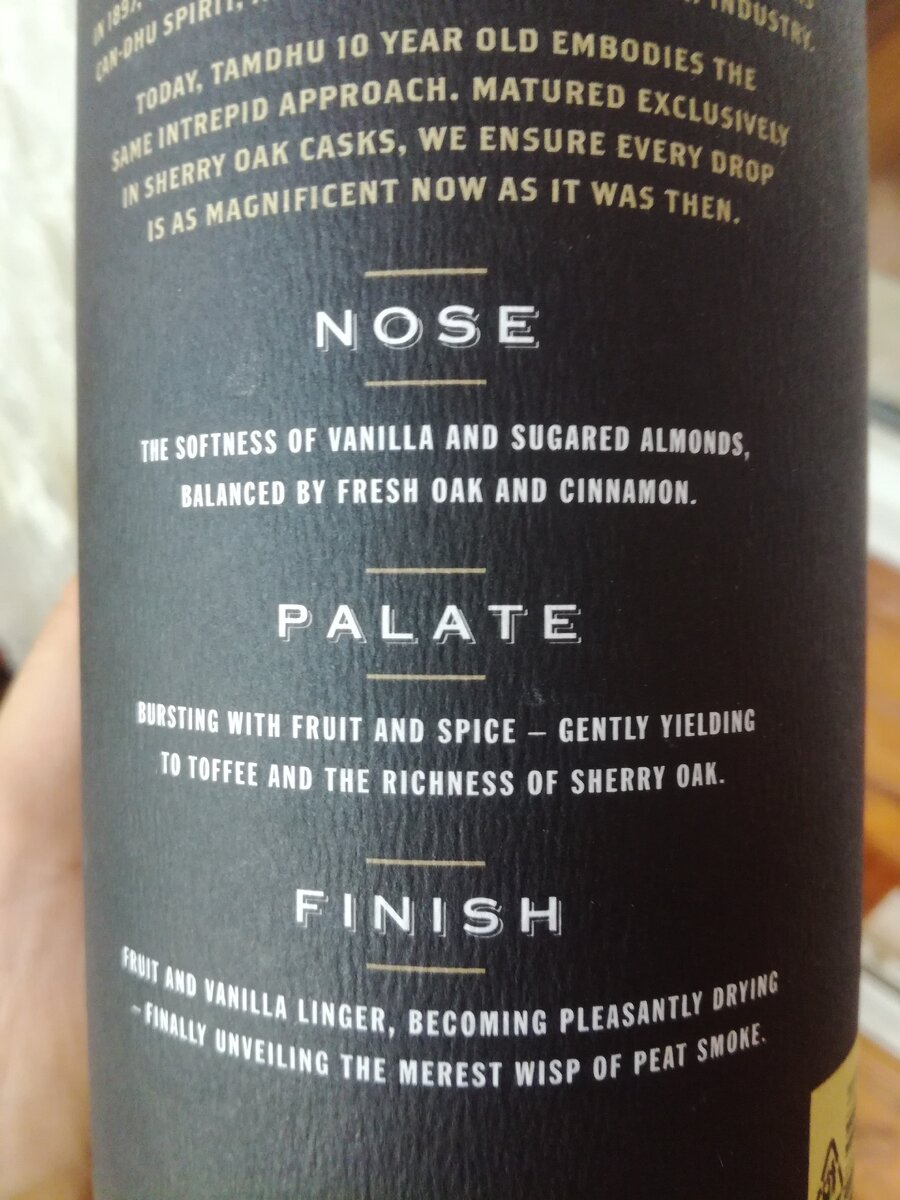 IN 1897,
CAN-DHU SPIRIT, INDUSTRY.
TODAY, TAMDHU 10 YEAR OLD EMBODIES THE
SAME INTREPID APPROACH. MATURED EXCLUSIVELY
IN SHERRY OAK CASKS, WE ENSURE EVERY DROP
IS AS MAGNIFICENT NOW AS IT WAS THEN.
NOSE
THE SOFTNESS OF VANILLA AND SUGARED ALMONDS,
BALANCED BY FRESH OAK AND CINNAMON.
PALATE
BURSTING WITH FRUIT AND SPICE – GENTLY YIELDING
TO TOFFEE AND THE RICHNESS OF SHERRY OAK.
FINISH
FRUIT AND VANILLA LINGER, BECOMING PLEASANTLY DRYING
– FINALLY UNVEILING THE MEREST WISP OF PEAT SMOKE.